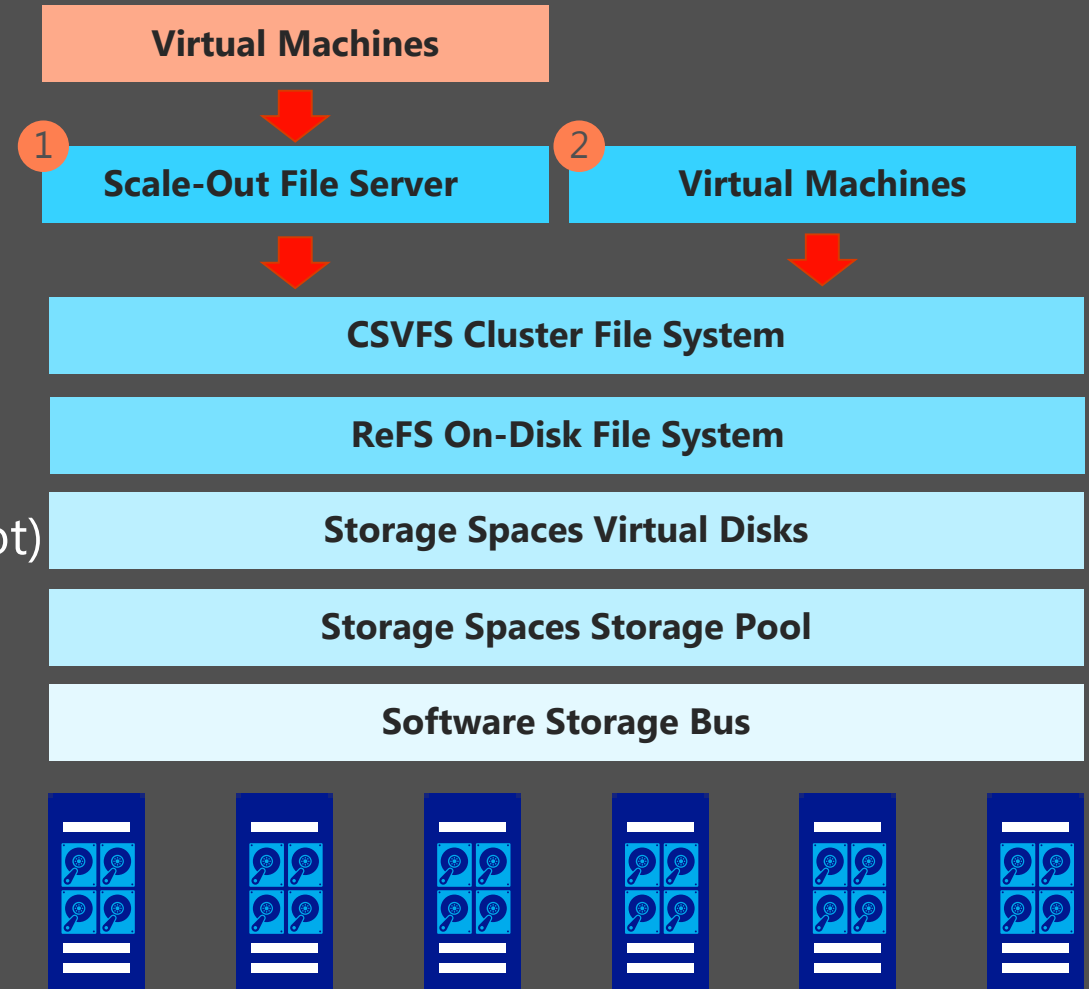 Virtual Machines
1
Scale-Out File Server
2
Virtual Machines
CSVFS Cluster File System
ReFS On-Disk File System
Storage Spaces Virtual Disks
Storage Spaces Storage Pool
Software Storage Bus